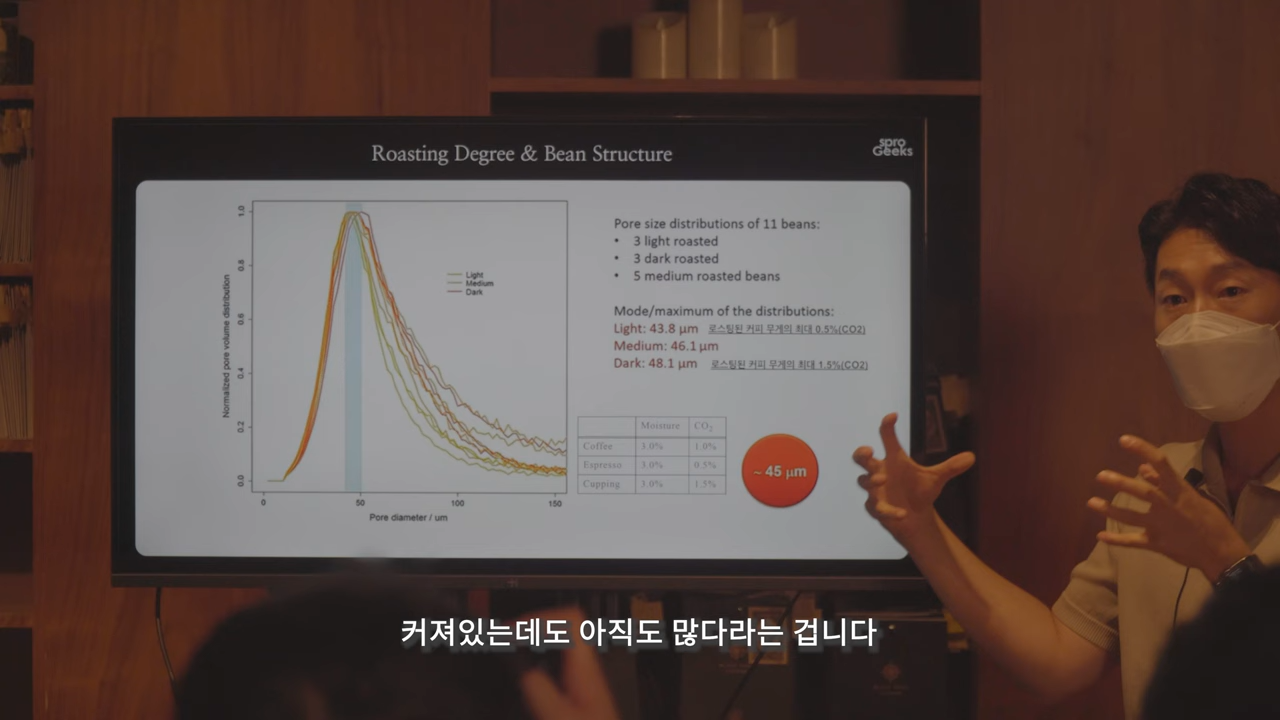 Roasting Degree & Bean Structure
spro
Geeks
Normalized pore volume distribution
1.0
0.8
0.6
0.4
0.2
0.0
Light
Medium
Dark
0
50
100
150
Pore diameter / um
Pore size distributions of 11 beans:
• 3 light roasted
• 3 dark roasted
• 5 medium roasted beans
Mode/maximum of the distributions:
Light: 43.8 µm 로스팅된 커피 무게의 최대 0.5%(CO2)
Medium: 46.1 µm
Dark: 48.1 µm 로스팅된 커피 무게의 최대 1.5%(CO2)
Moisture CO2
Coffee 3.0% 1.0%
Espresso 3.0% 0.5%
Cupping 3.0% 1.5%
~ 45 µm
커져있는데도 아직도 많다라는 겁니다